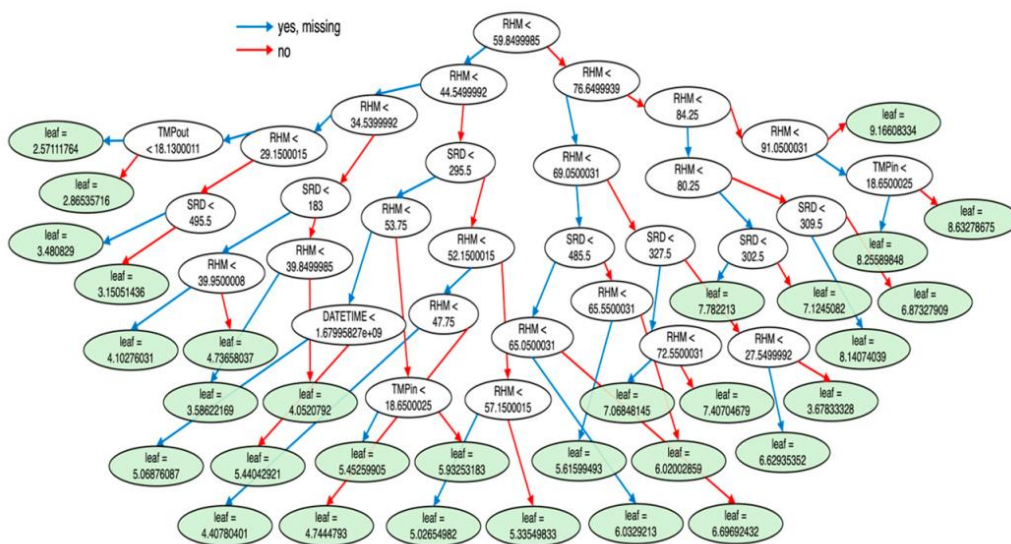 yes, missing
no
RHM <
59.8499985
RHM <
44.5499992
RHM <
76.6499939
RHM <
34.5399992
RHM <
84.25
leaf =
2.57111764
TMPout
< 18.1300011
RHM <
29.1500015
SRD <
295.5
RHM <
69.0500031
RHM <
80.25
RHM <
91.0500031
leaf =
9.16608334
leaf =
2.86535716
SRD <
495.5
SRD <
183
RHM <
53.75
RHM <
52.1500015
SRD <
485.5
SRD <
327.5
SRD <
302.5
SRD <
309.5
TMPin <
18.6500025
leaf =
8.63278675
leaf =
3.480829
leaf =
3.15051436
RHM <
39.9500008
RHM <
39.8499985
DATETIME <
1.67995827e+09
RHM <
47.75
RHM <
65.0500031
RHM <
65.5500031
RHM <
72.5500031
leaf =
7.782213
RHM <
27.5499992
leaf =
7.1245082
leaf =
8.14074039
leaf =
8.25589848
leaf =
6.87327909
leaf =
4.10276031
leaf =
4.73658037
leaf =
3.58622169
leaf =
4.0520792
TMPin <
18.6500025
RHM <
57.1500015
leaf =
7.06848145
leaf =
7.40704679
leaf =
3.67833328
leaf =
5.06876087
leaf =
5.44042921
leaf =
5.45259905
leaf =
5.93253183
leaf =
5.61599493
leaf =
6.02002859
leaf =
6.62935352
leaf =
4.40780401
leaf =
4.7444793
leaf =
5.02654982
leaf =
5.33549833
leaf =
6.0329213
leaf =
6.69692432